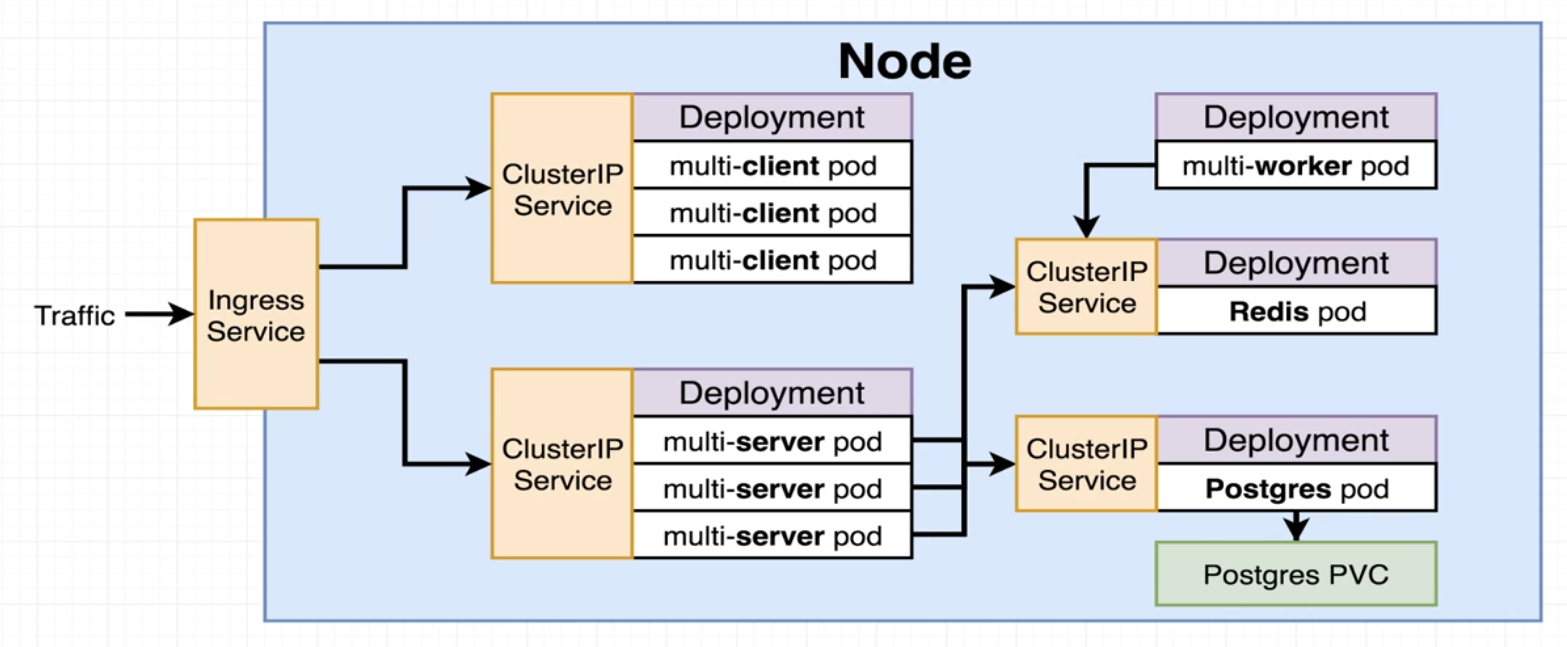 Node
Traffic
Ingress
Service
ClusterIP
Service
Deployment
multi-client pod
multi-client pod
multi-client pod
ClusterIP
Service
Deployment
multi-server pod
multi-server pod
multi-server pod
Deployment
multi-worker pod
ClusterIP
Service
Deployment
Redis pod
ClusterIP
Service
Deployment
Postgres pod
Postgres PVC